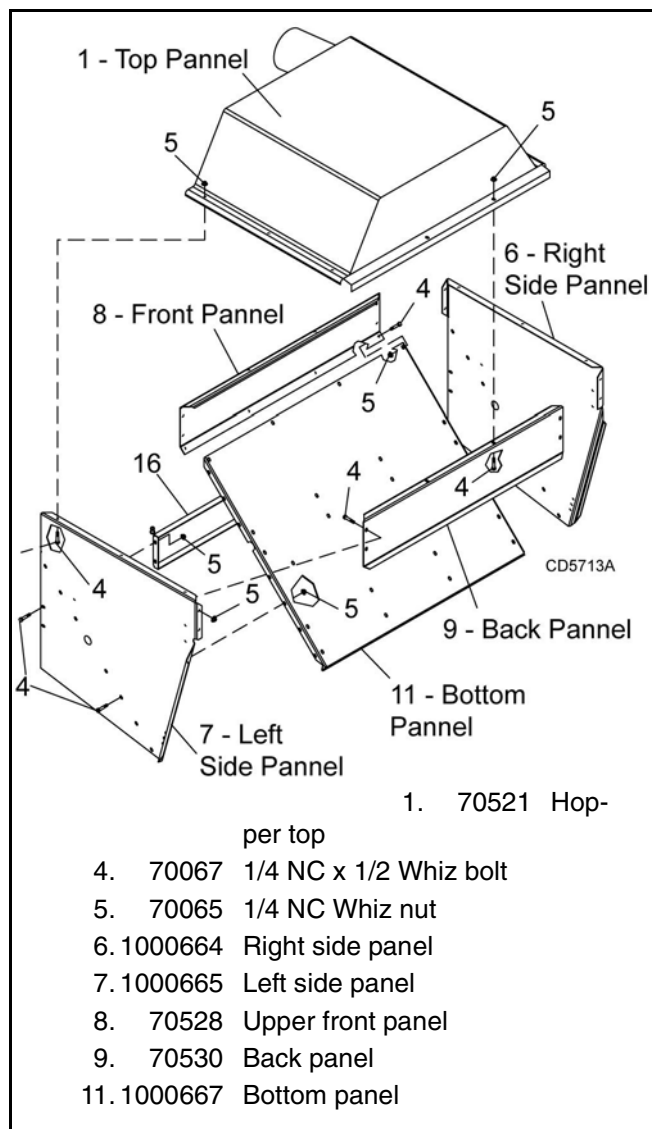 1 - Top Pannel
5
5
6 - Right
Side Pannel
4
8 - Front Pannel
5
16
4
4
5
CD5713A
4
5
5
9 - Back Pannel
4
11 - Bottom
Pannel
7 - Left
Side Pannel
1. 70521 Hop-
per top
4. 70067 1/4 NC x 1/2 Whiz bolt
5. 70065 1/4 NC Whiz nut
6. 1000664 Right side panel
7. 1000665 Left side panel
8. 70528 Upper front panel
9. 70530 Back panel
11. 1000667 Bottom panel